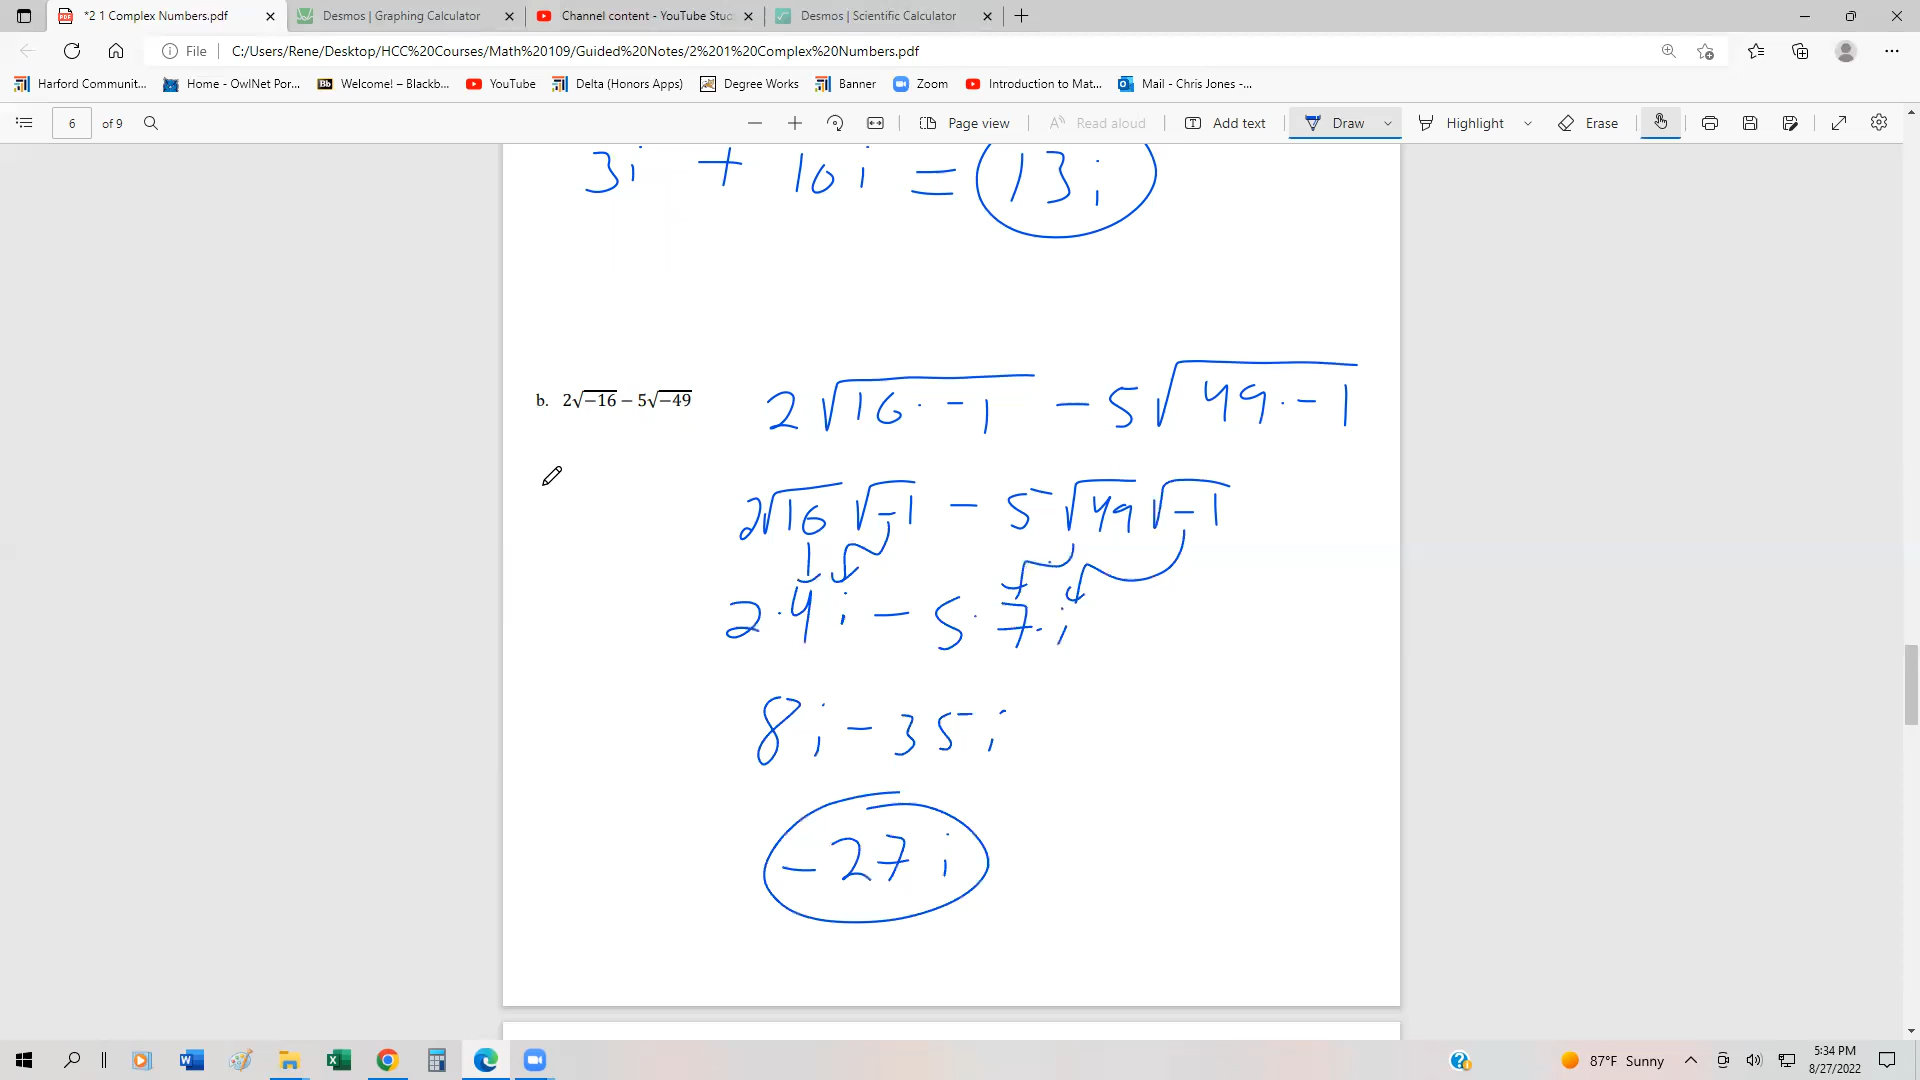 *2 1 Complex Numbers.pdf
Desmos | Graphing Calculator
Channel content - YouTube Stud
Desmos | Scientific Calculator
File
C:/Users/Rene/Desktop/HCC%20Courses/Math%20109/Guided%20Notes/2%201%20Complex%20Numbers.pdf
Harford Communit...
Home - OwlNet Por...
Bb Welcome! – Blackb...
YouTube
Delta (Honors Apps)
Degree Works
Banner
Zoom
Introduction to Mat...
Mail - Chris Jones -...
6 of 9
Page view
Read aloud
Add text
Draw
Highlight
Erase
3i + 10i = 13i
b. 2√−16 − 5√−49
2√16·-1 - 5√49·-1
2√16 √-1 - 5√49 √-1
2·4i - 5·7·i
8i - 35i
-27i
87°F Sunny
5:34 PM
8/27/2022